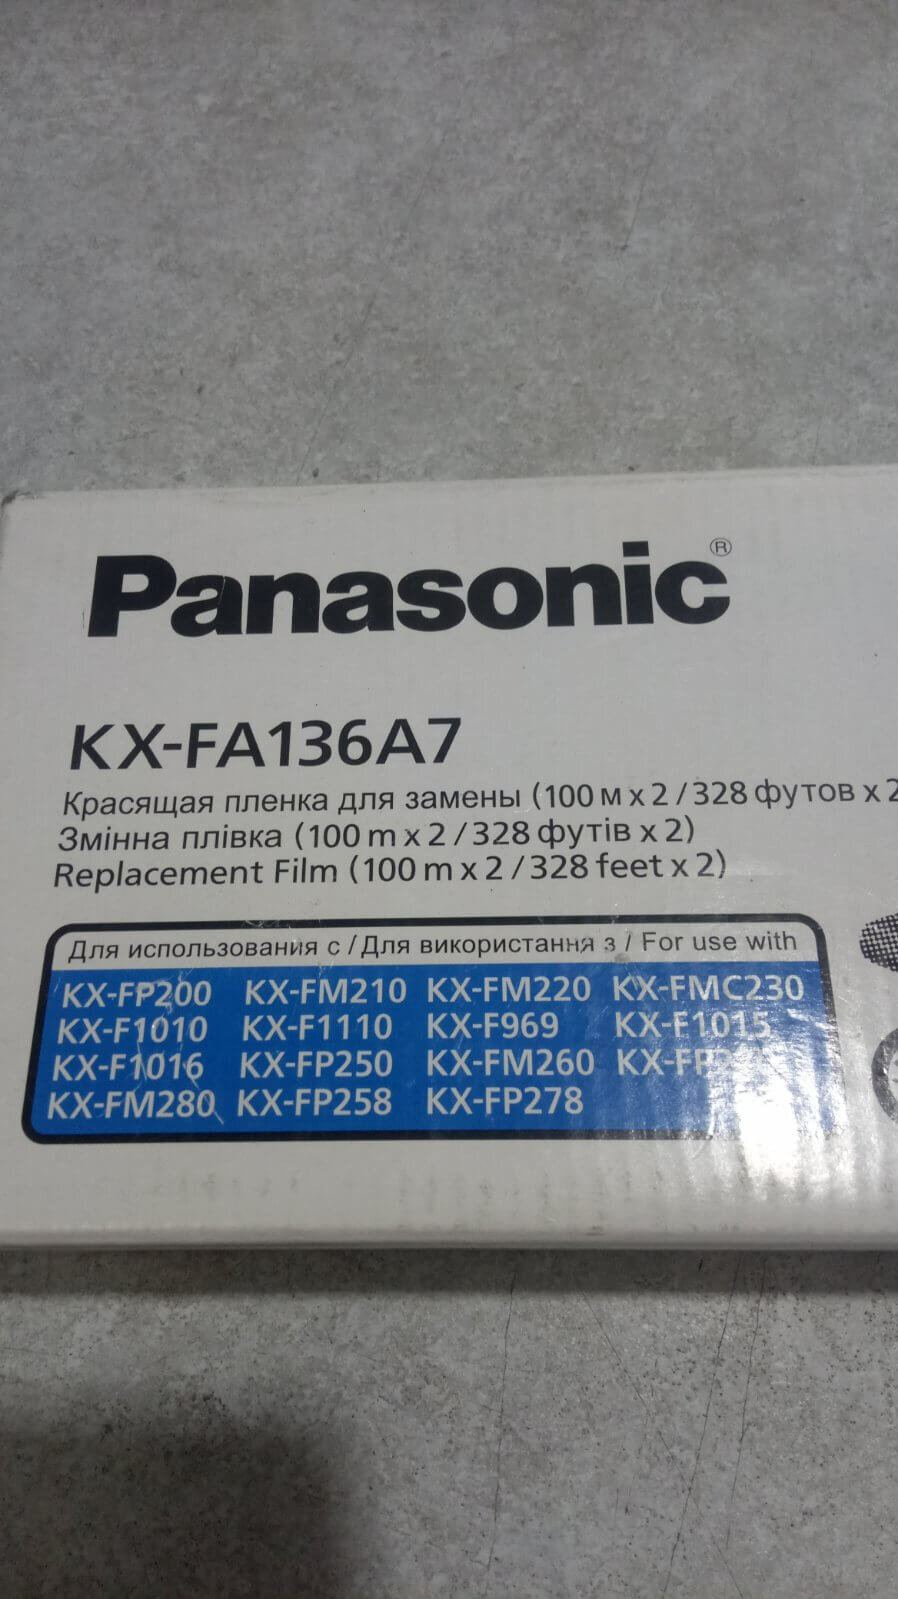 Panasonic®
KX-FA136A7
Красящая пленка для замены (100 м x 2 / 328 футов x 2
Змінна плівка (100 m x 2 / 328 футів x 2)
Replacement Film (100 m x 2 / 328 feet x 2)
Для использования с / Для використання з / For use with
KX-FP200 KX-FM210 KX-FM220 KX-FMC230
KX-F1010 KX-F1110 KX-F969 KX-F1015
KX-F1016 KX-FP250 KX-FM260
KX-FM280 KX-FP258 KX-FP278